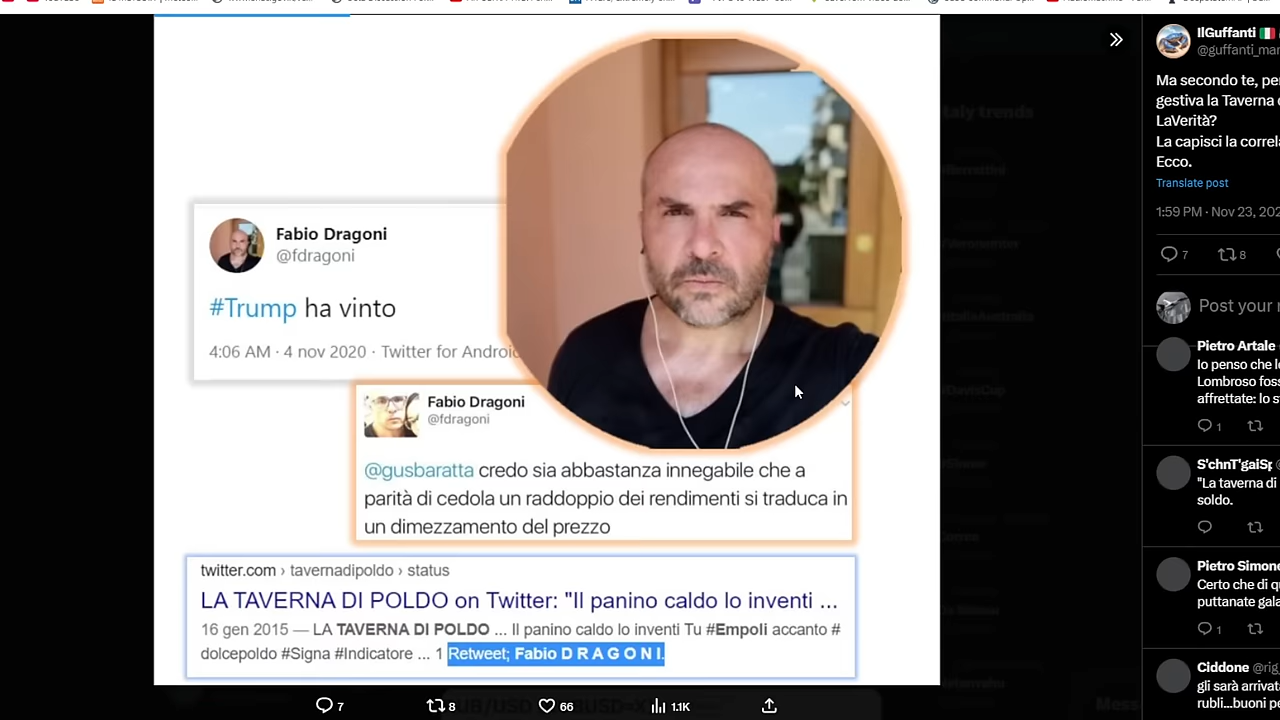 IlGuffanti
@guffanti_mar
Ma secondo te, per
gestiva la Taverna
LaVerità?
La capisci la correla
Ecco.
Translate post
1:59 PM · Nov 23, 202
7
8
Post your
Pietro Artale
Io penso che l
Lombroso fos
affrettate: lo s
1
S'chnT'gaiS
"La taverna di
soldo.
Pietro Simon
Certo che di q
puttanate gala
1
Ciddone @rig_
gli sarà arrivat
rubli...buoni p
Fabio Dragoni
@fdragoni
#Trump ha vinto
4:06 AM · 4 nov 2020 · Twitter for Androi
Fabio Dragoni
@fdragoni
@gusbaratta credo sia abbastanza innegabile che a
parità di cedola un raddoppio dei rendimenti si traduca in
un dimezzamento del prezzo
twitter.com › tavernadipoldo › status
LA TAVERNA DI POLDO on Twitter: "Il panino caldo lo inventi ...
16 gen 2015 — LA TAVERNA DI POLDO ... Il panino caldo lo inventi Tu #Empoli accanto #
dolcepoldo #Signa #Indicatore ... 1 Retweet; Fabio D R A G O N I.
7
8
66
1.1K